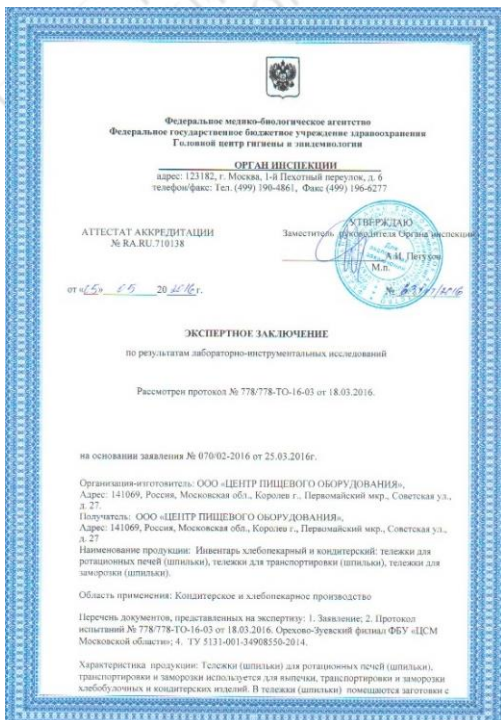 Федеральное медико-биологическое агентство
Федеральное государственное бюджетное учреждение здравоохранения
Головной центр гигиены и эпидемиологии
ОРГАН ИНСПЕКЦИИ
адрес: 123182, г. Москва, 1-й Пехотный переулок, д. 6
телефон/факс: Тел. (499) 190-4861, Факс (499) 196-6277
УТВЕРЖДАЮ
АТТЕСТАТ АККРЕДИТАЦИИ
Заместитель руководителя Органа инспекции
№ RA.RU.710138
А.И. Петухов
М.п.
от «05» 05 2016г.
№
ЭКСПЕРТНОЕ ЗАКЛЮЧЕНИЕ
по результатам лабораторно-инструментальных исследований
Рассмотрен протокол № 778/778-ТО-16-03 от 18.03.2016.
на основании заявления № 070/02-2016 от 25.03.2016г.
Организация-изготовитель: ООО «ЦЕНТР ПИЩЕВОГО ОБОРУДОВАНИЯ»,
Адрес: 141069, Россия, Московская обл., Королев г., Первомайский мкр., Советская ул.,
д. 27.
Получатель: ООО «ЦЕНТР ПИЩЕВОГО ОБОРУДОВАНИЯ»,
Адрес: 141069, Россия, Московская обл., Королев г., Первомайский мкр., Советская ул.,
д. 27
Наименование продукции: Инвентарь хлебопекарный и кондитерский: тележки для
ротационных печей (шпильки), тележки для транспортировки (шпильки), тележки для
заморозки (шпильки).
Область применения: Кондитерское и хлебопекарное производство
Перечень документов, представленных на экспертизу: 1. Заявление; 2. Протокол
испытаний № 778/778-ТО-16-03 от 18.03.2016. Орехово-Зуевский филиал ФБУ «ЦСМ
Московской области»; 4. ТУ 5131-001-34908550-2014.
Характеристика продукции: Тележки (шпильки) для ротационных печей (шпильки),
транспортировки и заморозки используется для выпечки, транспортировки и заморозки
хлебобулочных и кондитерских изделий. В тележки (шпильки) помещаются заготовки с